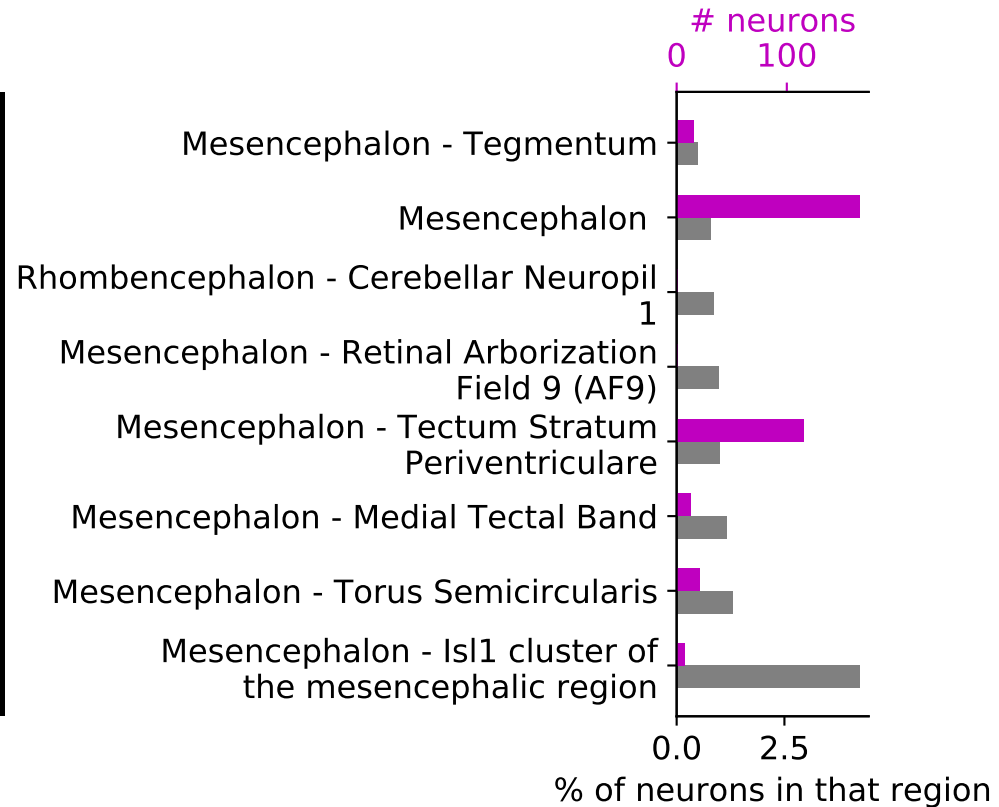 # neurons
0 100
Mesencephalon - Tegmentum
Mesencephalon
Rhombencephalon - Cerebellar Neuropil
1
Mesencephalon - Retinal Arborization
Field 9 (AF9)
Mesencephalon - Tectum Stratum
Periventriculare
Mesencephalon - Medial Tectal Band
Mesencephalon - Torus Semicircularis
Mesencephalon - Isl1 cluster of
the mesencephalic region
0.0 2.5
% of neurons in that region